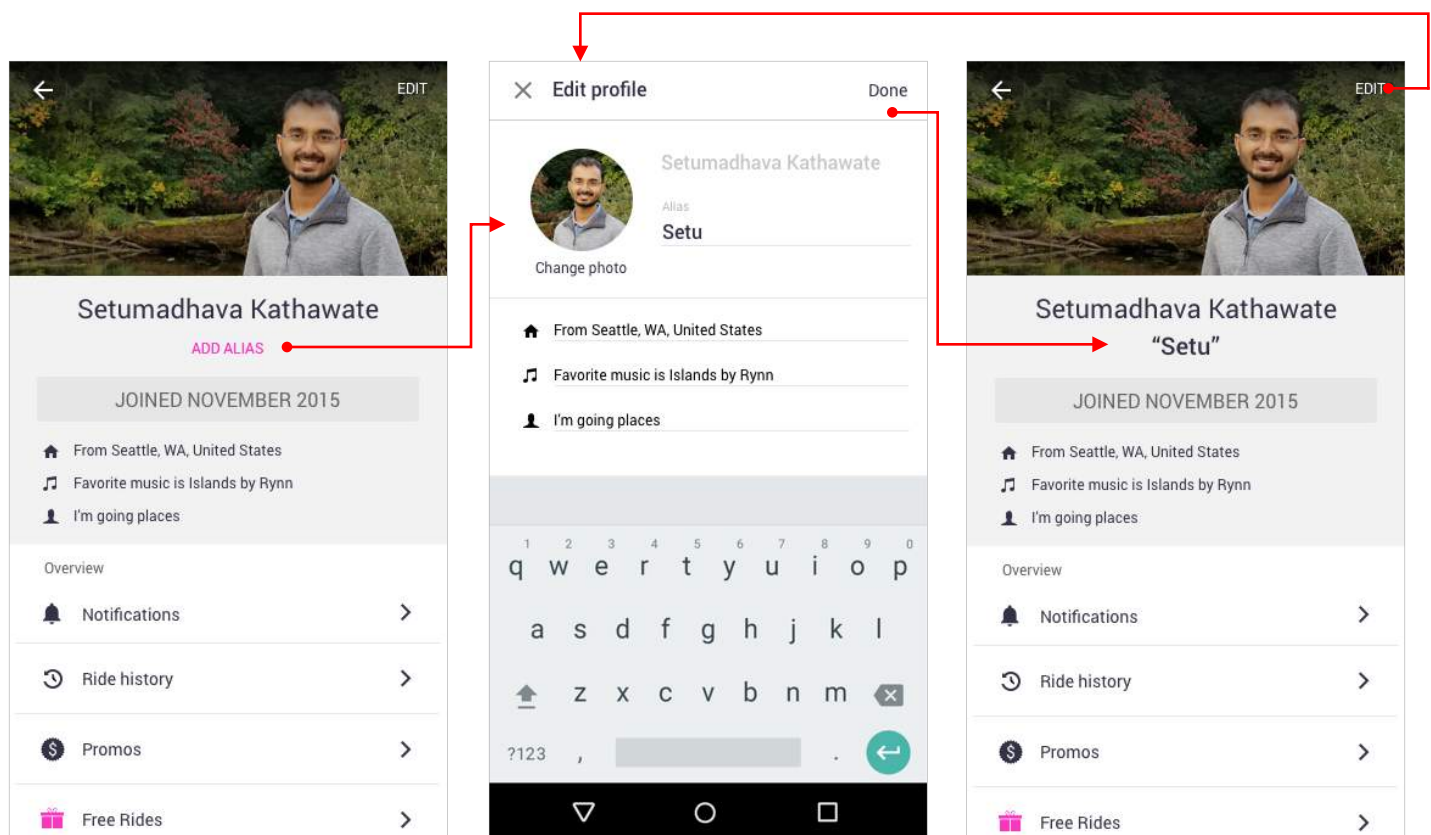 EDIT
Setumadhava Kathawate
ADD ALIAS
JOINED NOVEMBER 2015
From Seattle, WA, United States
Favorite music is Islands by Rynn
I'm going places
Overview
Notifications
Ride history
Promos
Free Rides
Edit profile Done
Setumadhava Kathawate
Alias
Setu
Change photo
From Seattle, WA, United States
Favorite music is Islands by Rynn
I'm going places
1 2 3 4 5 6 7 8 9 0
q w e r t y u i o p
a s d f g h j k l
z x c v b n m
?123 , .
EDIT
Setumadhava Kathawate
“Setu”
JOINED NOVEMBER 2015
From Seattle, WA, United States
Favorite music is Islands by Rynn
I'm going places
Overview
Notifications
Ride history
Promos
Free Rides